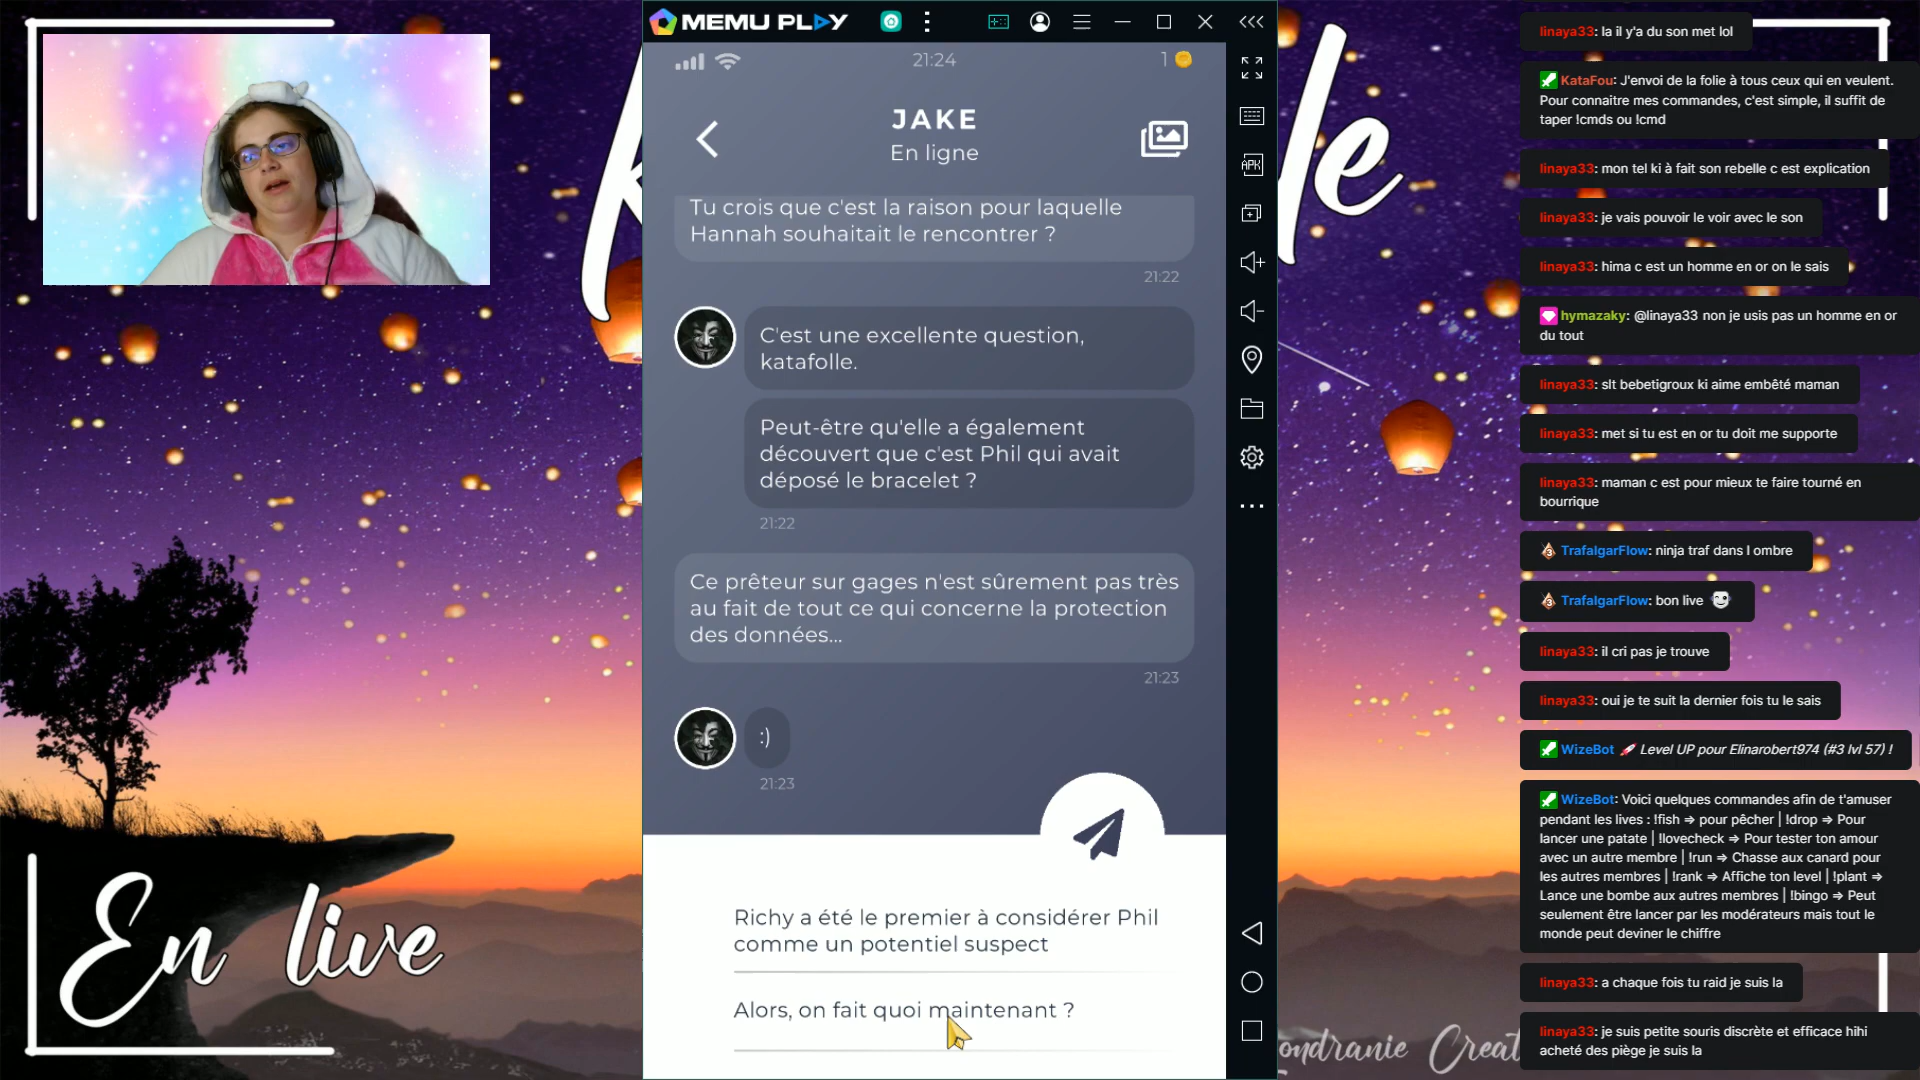 MEMU PLAY
21:24
1
JAKE
En ligne
Tu crois que c'est la raison pour laquelle
Hannah souhaitait le rencontrer ?
21:22
C'est une excellente question,
katafolle.
Peut-être qu'elle a également
découvert que c'est Phil qui avait
déposé le bracelet ?
21:22
Ce prêteur sur gages n'est sûrement pas très
au fait de tout ce qui concerne la protection
des données...
21:23
:)
21:23
Richy a été le premier à considérer Phil
comme un potentiel suspect
Alors, on fait quoi maintenant ?
APK
En live
linaya33: la il y'a du son met lol
KataFou: J'envoi de la folie à tous ceux qui en veulent.
Pour connaitre mes commandes, c'est simple, il suffit de
taper !cmds ou !cmd
linaya33: mon tel ki à fait son rebelle c est explication
linaya33: je vais pouvoir le voir avec le son
linaya33: hima c est un homme en or on le sais
hymazaky: @linaya33 non je usis pas un homme en or
du tout
linaya33: slt bebetigroux ki aime embêté maman
linaya33: met si tu est en or tu doit me supporte
linaya33: maman c est pour mieux te faire tourné en
bourrique
TrafalgarFlow: ninja traf dans l ombre
TrafalgarFlow: bon live
linaya33: il cri pas je trouve
linaya33: oui je te suit la dernier fois tu le sais
WizeBot Level UP pour Elinarobert974 (#3 lvl 57) !
WizeBot: Voici quelques commandes afin de t'amuser
pendant les lives : !fish => pour pêcher | !drop => Pour
lancer une patate | !lovecheck => Pour tester ton amour
avec un autre membre | !run => Chasse aux canard pour
les autres membres | !rank => Affiche ton level | !plant =>
Lance une bombe aux autres membres | !bingo => Peut
seulement être lancer par les modérateurs mais tout le
monde peut deviner le chiffre
linaya33: a chaque fois tu raid je suis la
linaya33: je suis petite souris discrète et efficace hihi
acheté des piège je suis la